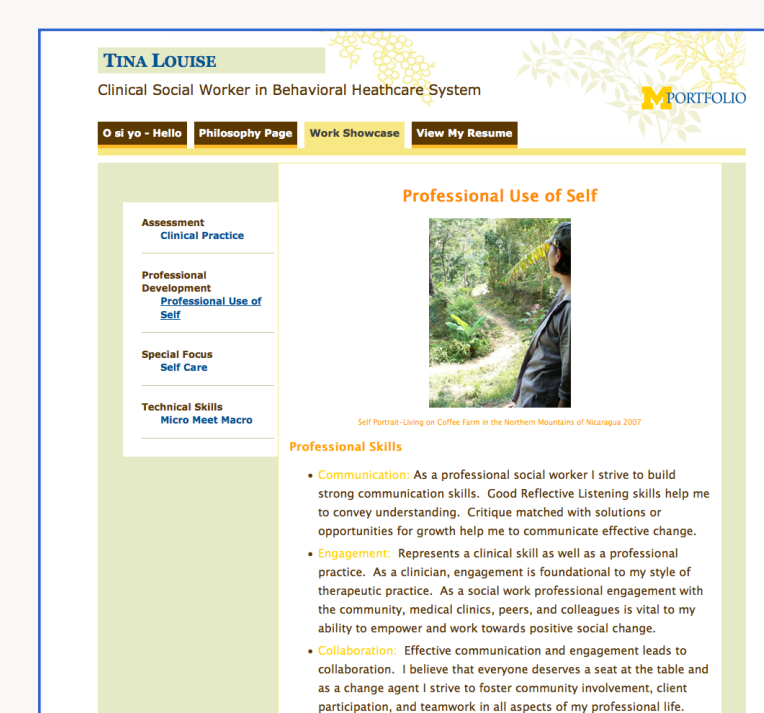 TINA LOUISE
Clinical Social Worker in Behavioral Heathcare System
M PORTFOLIO
O si yo - Hello
Philosophy Page
Work Showcase
View My Resume
Assessment
Clinical Practice
Professional
Development
Professional Use of
Self
Special Focus
Self Care
Technical Skills
Micro Meet Macro
Professional Use of Self
Self Portrait-Living on Coffee Farm in the Northern Mountains of Nicaragua 2007
Professional Skills
• Communication: As a professional social worker I strive to build
strong communication skills. Good Reflective Listening skills help me
to convey understanding. Critique matched with solutions or
opportunities for growth help me to communicate effective change.
• Engagement: Represents a clinical skill as well as a professional
practice. As a clinician, engagement is foundational to my style of
therapeutic practice. As a social work professional engagement with
the community, medical clinics, peers, and colleagues is vital to my
ability to empower and work towards positive social change.
• Collaboration: Effective communication and engagement leads to
collaboration. I believe that everyone deserves a seat at the table and
as a change agent I strive to foster community involvement, client
participation, and teamwork in all aspects of my professional life.